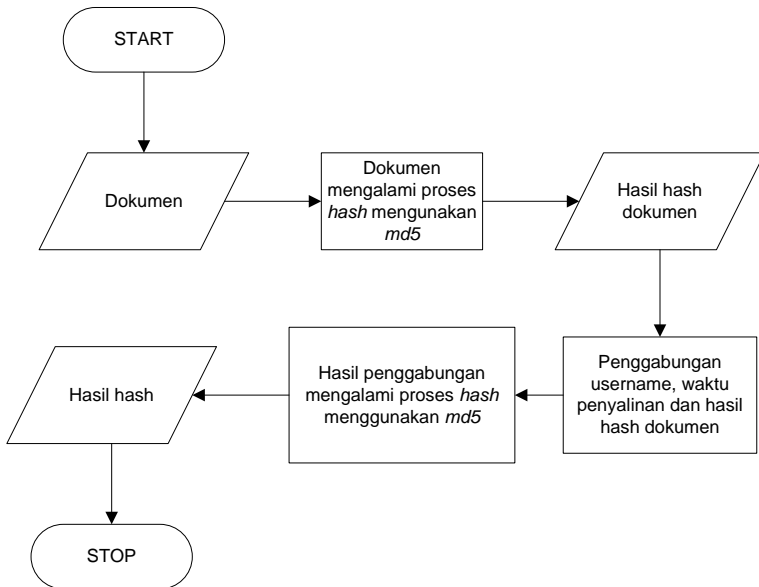 START
Dokumen
Dokumen
mengalami proses
hash mengunakan
md5
Hasil hash
dokumen
Penggabungan
username, waktu
penyalinan dan hasil
hash dokumen
Hasil penggabungan
mengalami proses hash
menggunakan md5
Hasil hash
STOP